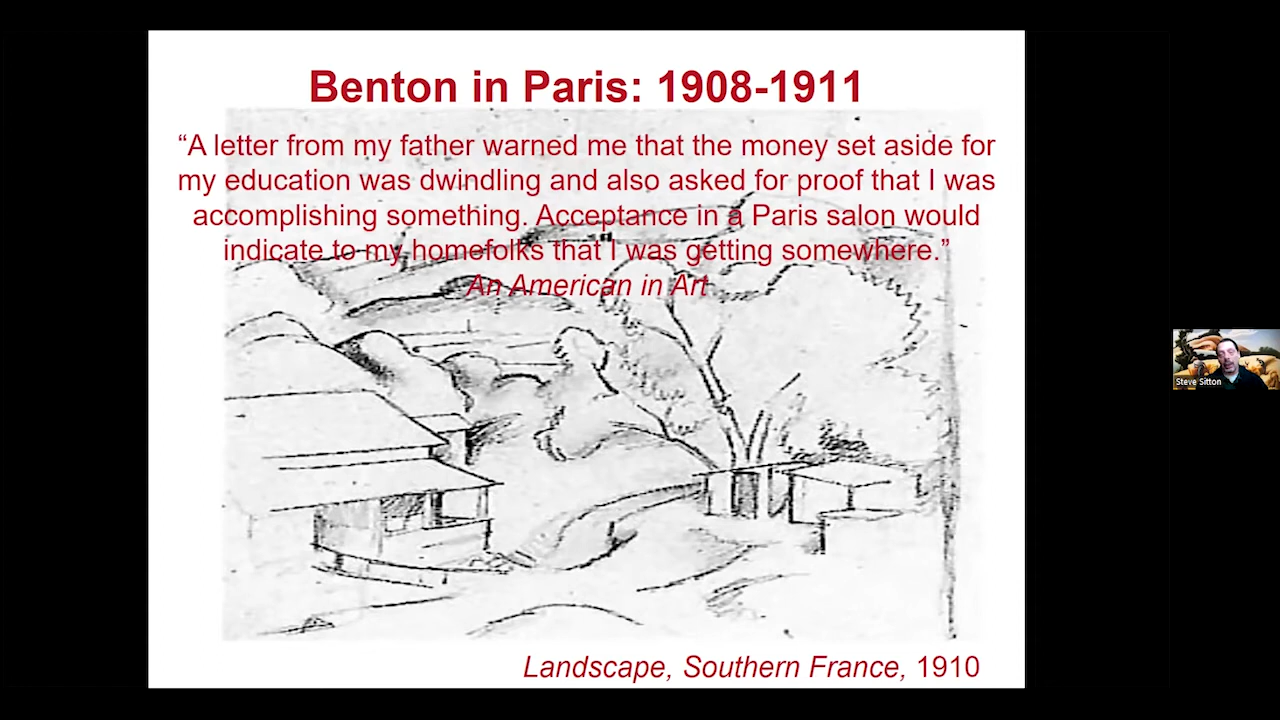 Benton in Paris: 1908-1911
“A letter from my father warned me that the money set aside for
my education was dwindling and also asked for proof that I was
accomplishing something. Acceptance in a Paris salon would
indicate to my homefolks that I was getting somewhere.”
An American in Art
Steve Sitton
Landscape, Southern France, 1910